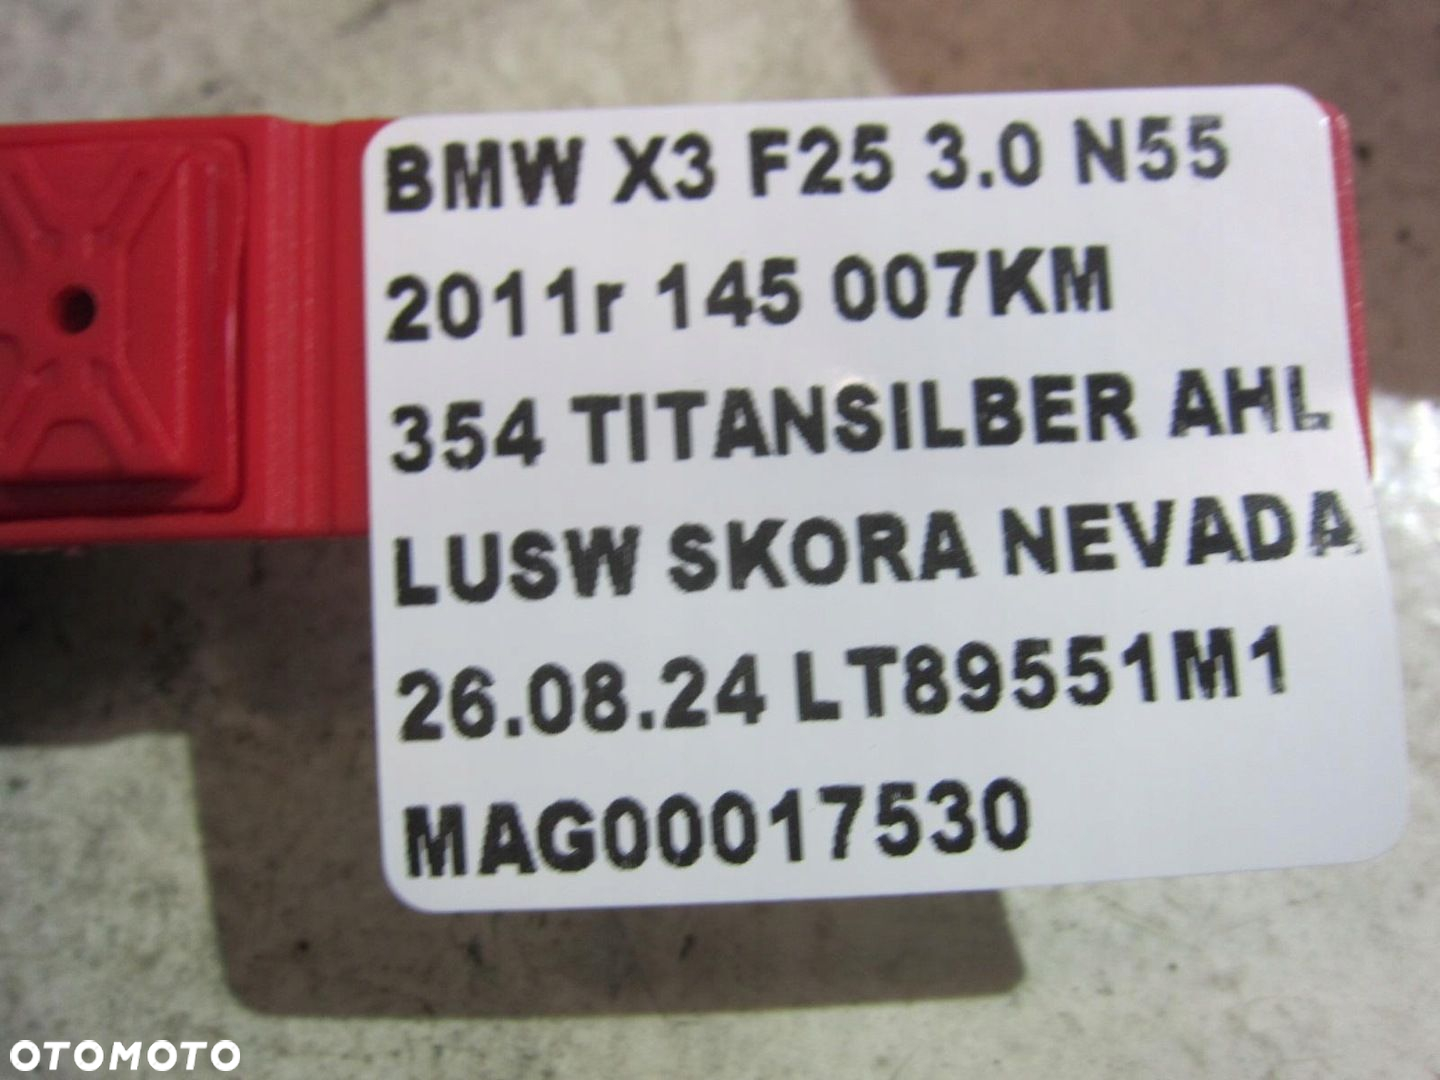 BMW X3 F25 3.0 N55
2011r 145 007KM
354 TITANSILBER AHL
LUSW SKORA NEVADA
26.08.24 LT89551M1
MAG00017530
OTOMOTO